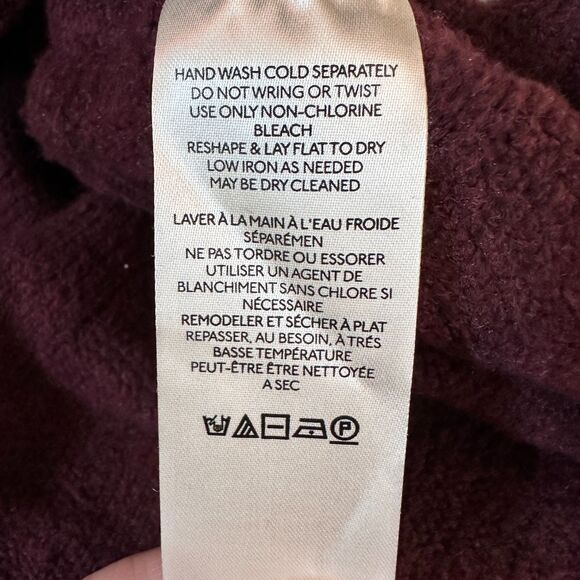 HAND WASH COLD SEPARATELY
DO NOT WRING OR TWIST
USE ONLY NON-CHLORINE
BLEACH
RESHAPE & LAY FLAT TO DRY
LOW IRON AS NEEDED
MAY BE DRY CLEANED
LAVER À LA MAIN À L'EAU FROIDE
SÉPARÉMEN
NE PAS TORDRE OU ESSORER
UTILISER UN AGENT DE
BLANCHIMENT SANS CHLORE SI
NÉCESSAIRE
REMODELER ET SÉCHER À PLAT
REPASSER, AU BESOIN, À TRÉS
BASSE TEMPÉRATURE
PEUT-ÊTRE ÊTRE NETTOYÉE
A SEC
P